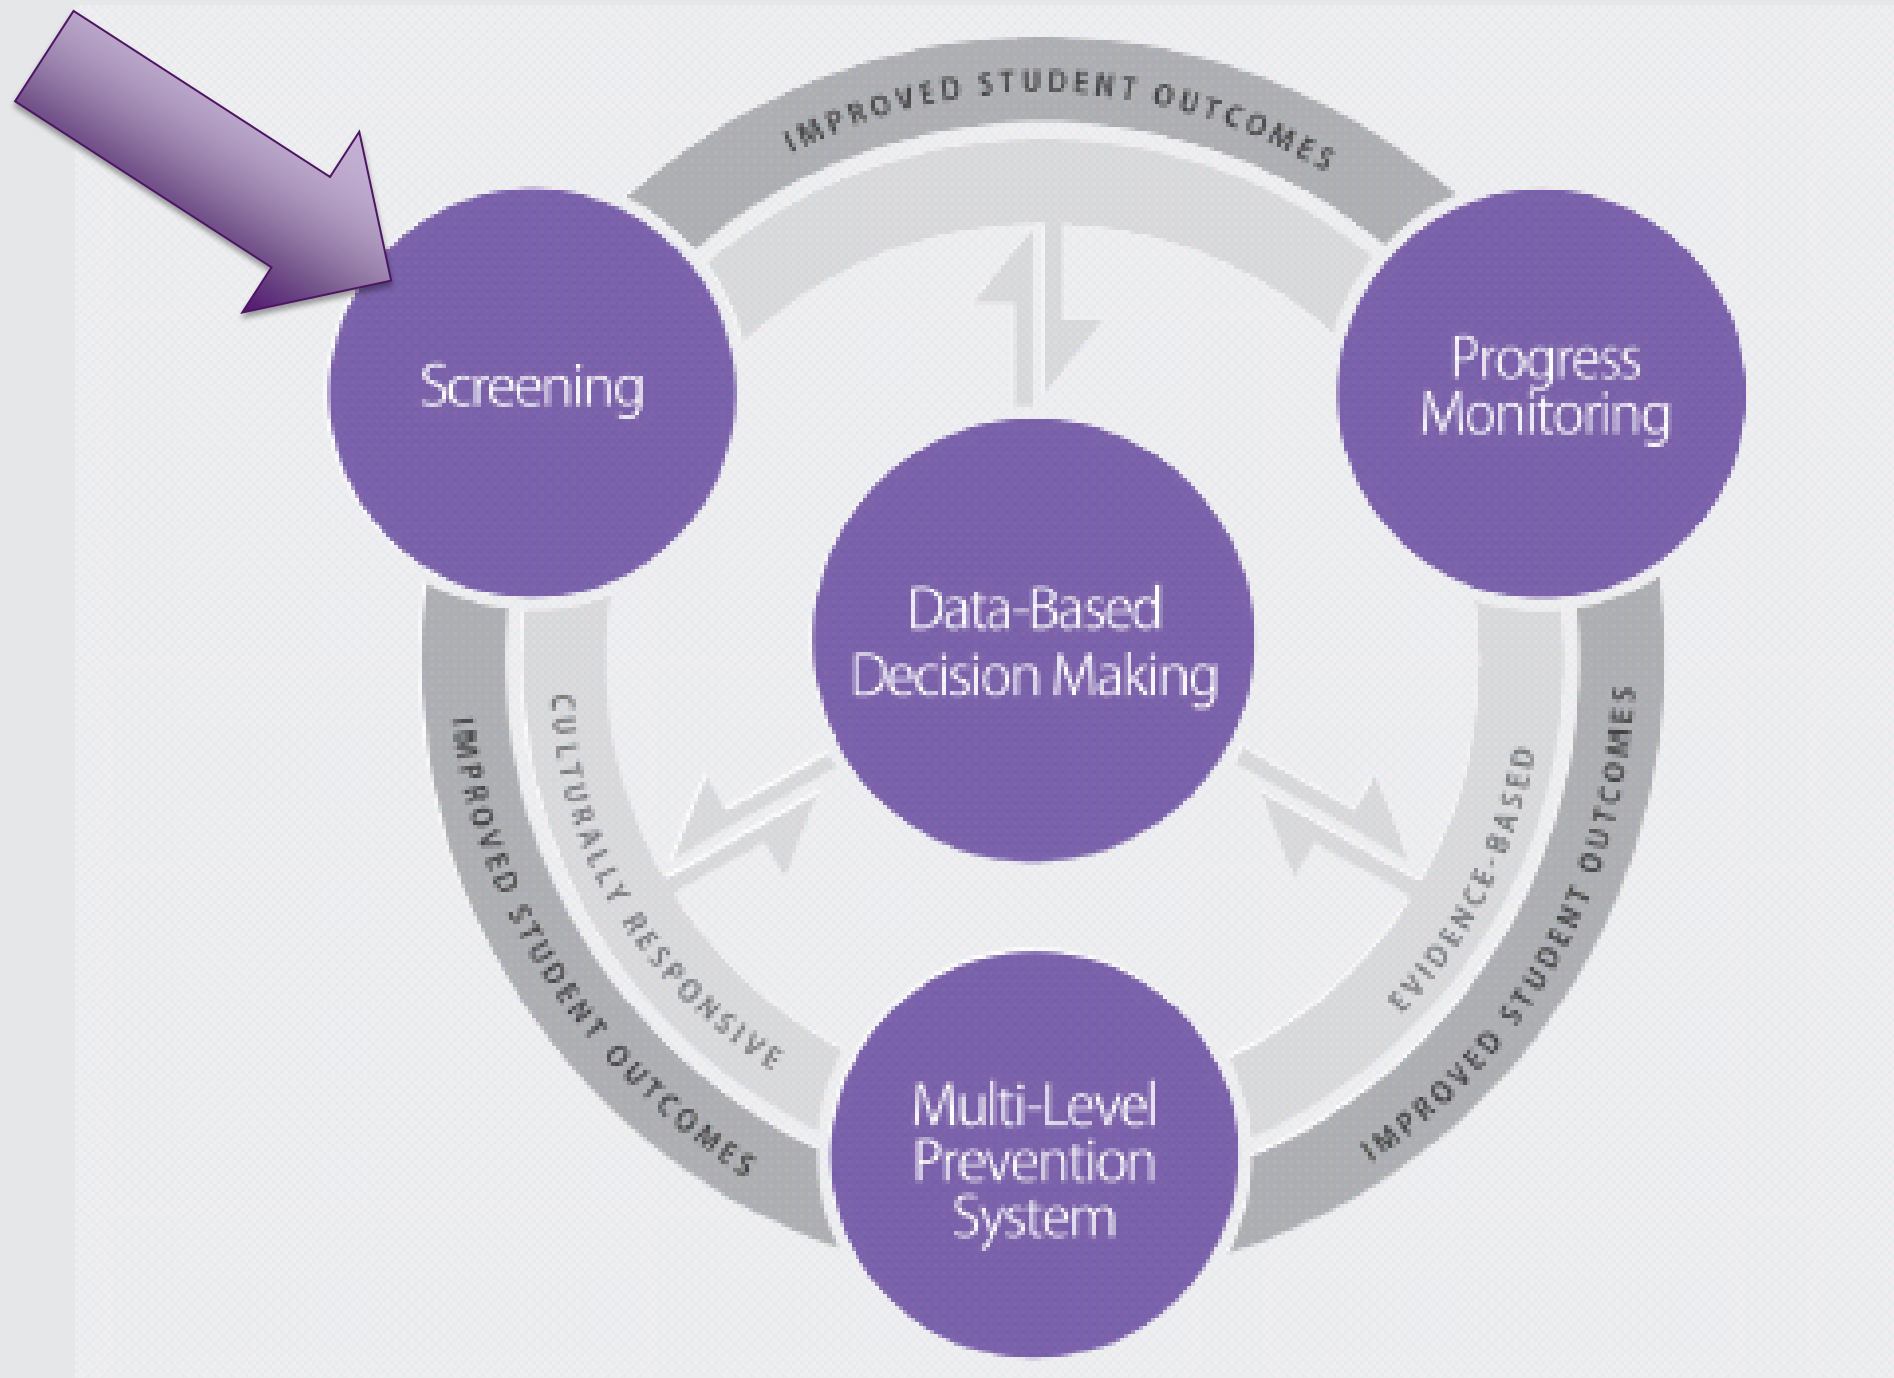 IMPROVED STUDENT OUTCOMES
Screening
Progress
Monitoring
Data-Based
Decision Making
CULTURALLY RESPONSIVE
IMPROVED STUDENT OUTCOMES
EVIDENCE-BASED
IMPROVED STUDENT OUTCOMES
Multi-Level
Prevention
System